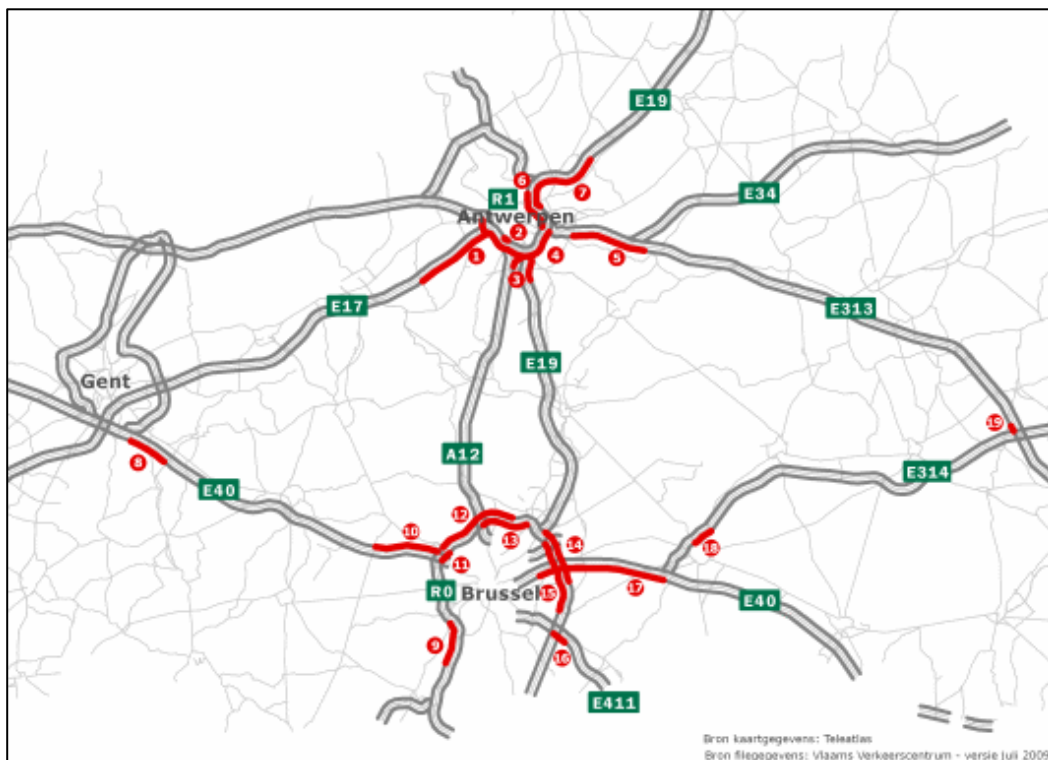 E19
6
7
R1
E34
Antwerpen
2
1
4
5
3
E17
E313
E19
Gent
19
A12
8
E314
E40
12
10
13
14
18
11
R0
Brussel
15
17
E40
9
16
E411
Bron kaartgegevens: Teleatlas
Bron filegegevens: Vlaams Verkeerscentrum - versie juli 2009